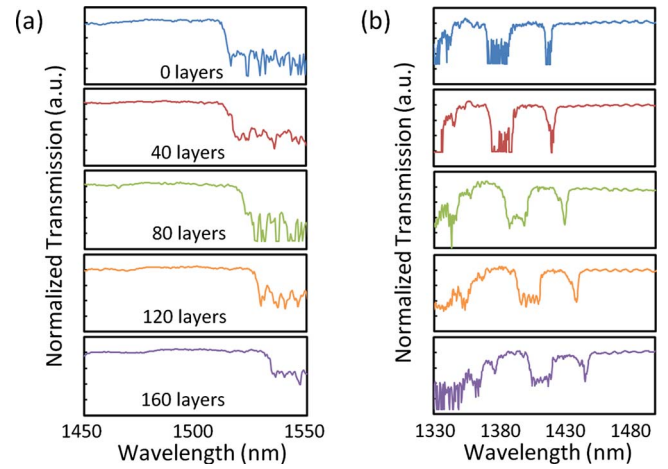 (a)
(b)
Normalized Transmission (a.u.)
0 layers
40 layers
80 layers
120 layers
160 layers
1450 1500 1550
Wavelength (nm)
Normalized Transmission (a.u.)
1330 1380 1430 1480
Wavelength (nm)